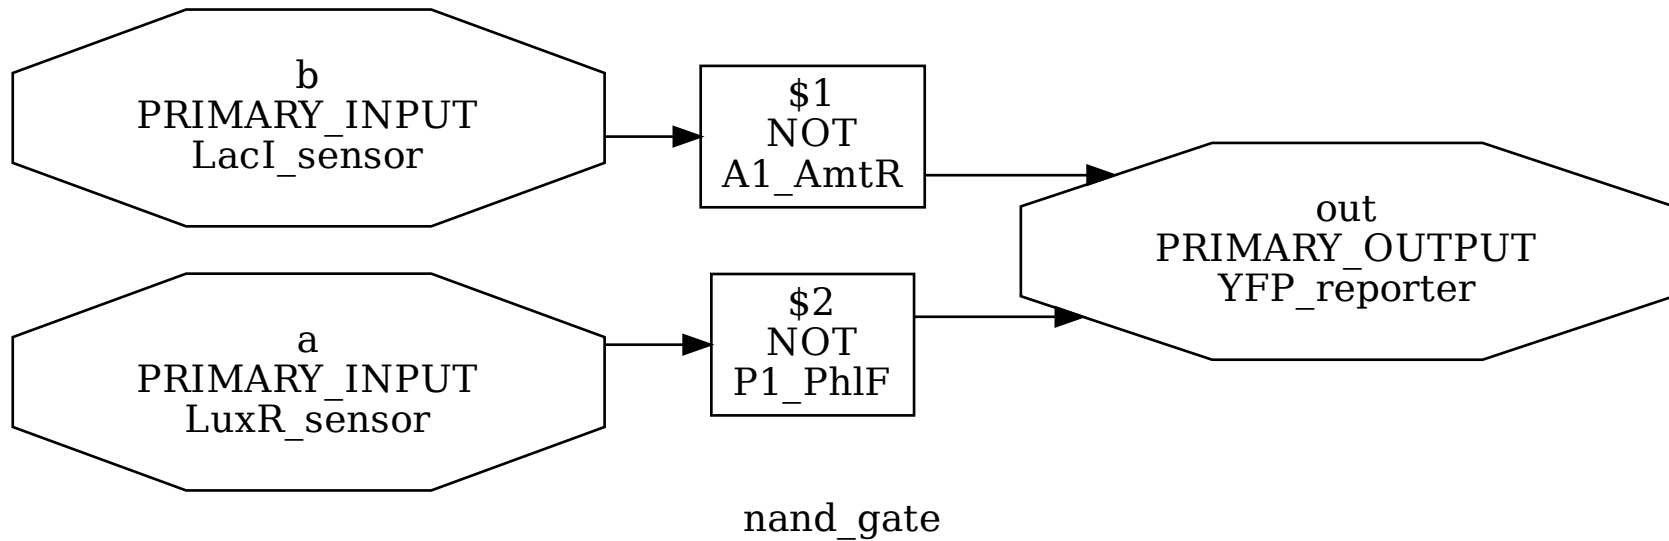 b
PRIMARY_INPUT
LacI_sensor
$1
NOT
A1_AmtR
out
PRIMARY_OUTPUT
YFP_reporter
a
PRIMARY_INPUT
LuxR_sensor
$2
NOT
P1_PhlF
nand_gate